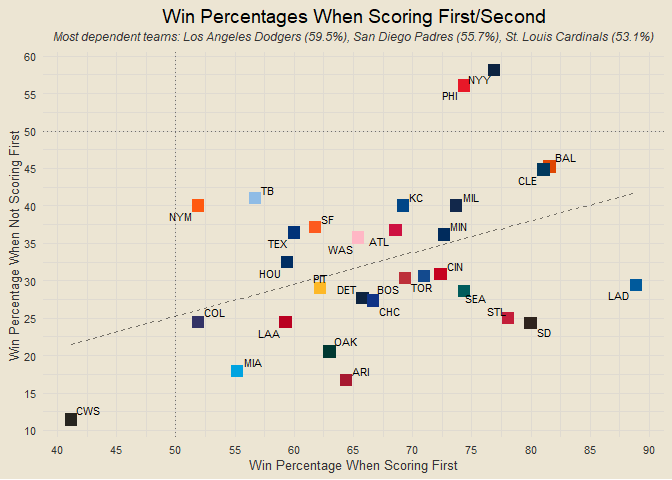 Win Percentages When Scoring First/Second
Most dependent teams: Los Angeles Dodgers (59.5%), San Diego Padres (55.7%), St. Louis Cardinals (53.1%)
60
55
50
45
40
35
30
25
20
15
10
Win Percentage When Not Scoring First
NYY
PHI
BAL
CLE
TB
KC
MIL
NYM
SF
TEX
WAS
ATL
MIN
HOU
PIT
CIN
DET
BOS
TOR
SEA
LAD
CHC
COL
STL
LAA
SD
OAK
MIA
ARI
CWS
40
45
50
55
60
65
70
75
80
85
90
Win Percentage When Scoring First